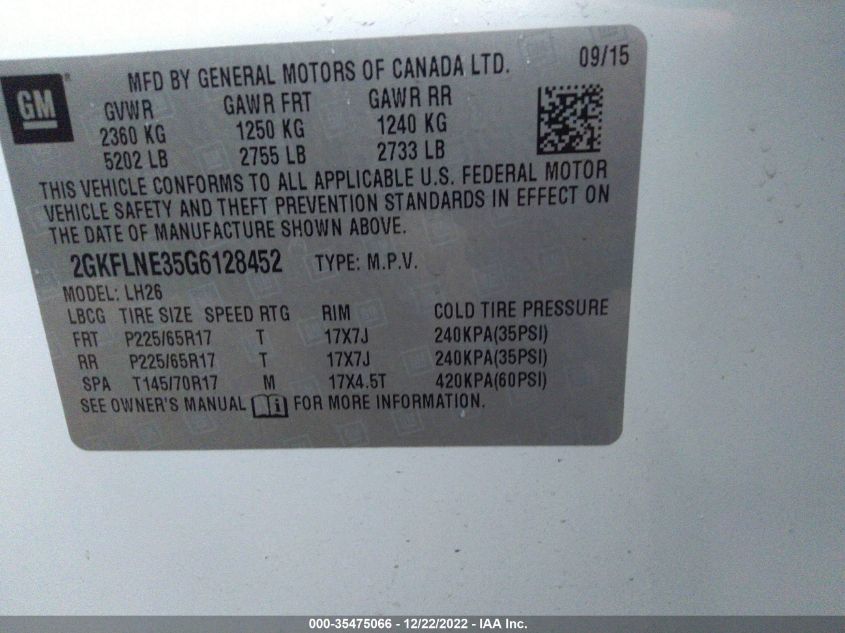 GM
MFD BY GENERAL MOTORS OF CANADA LTD. 09/15
GVWR GAWR FRT GAWR RR
2360 KG 1250 KG 1240 KG
5202 LB 2755 LB 2733 LB
THIS VEHICLE CONFORMS TO ALL APPLICABLE U.S. FEDERAL MOTOR
VEHICLE SAFETY AND THEFT PREVENTION STANDARDS IN EFFECT ON
THE DATE OF MANUFACTURE SHOWN ABOVE.
2GKFLNE35G6128452 TYPE: M.P.V.
MODEL: LH26
LBCG TIRE SIZE SPEED RTG RIM COLD TIRE PRESSURE
FRT P225/65R17 T 17X7J 240KPA(35PSI)
RR P225/65R17 T 17X7J 240KPA(35PSI)
SPA T145/70R17 M 17X4.5T 420KPA(60PSI)
SEE OWNER'S MANUAL FOR MORE INFORMATION.
000-35475066 - 12/22/2022 - IAA Inc.